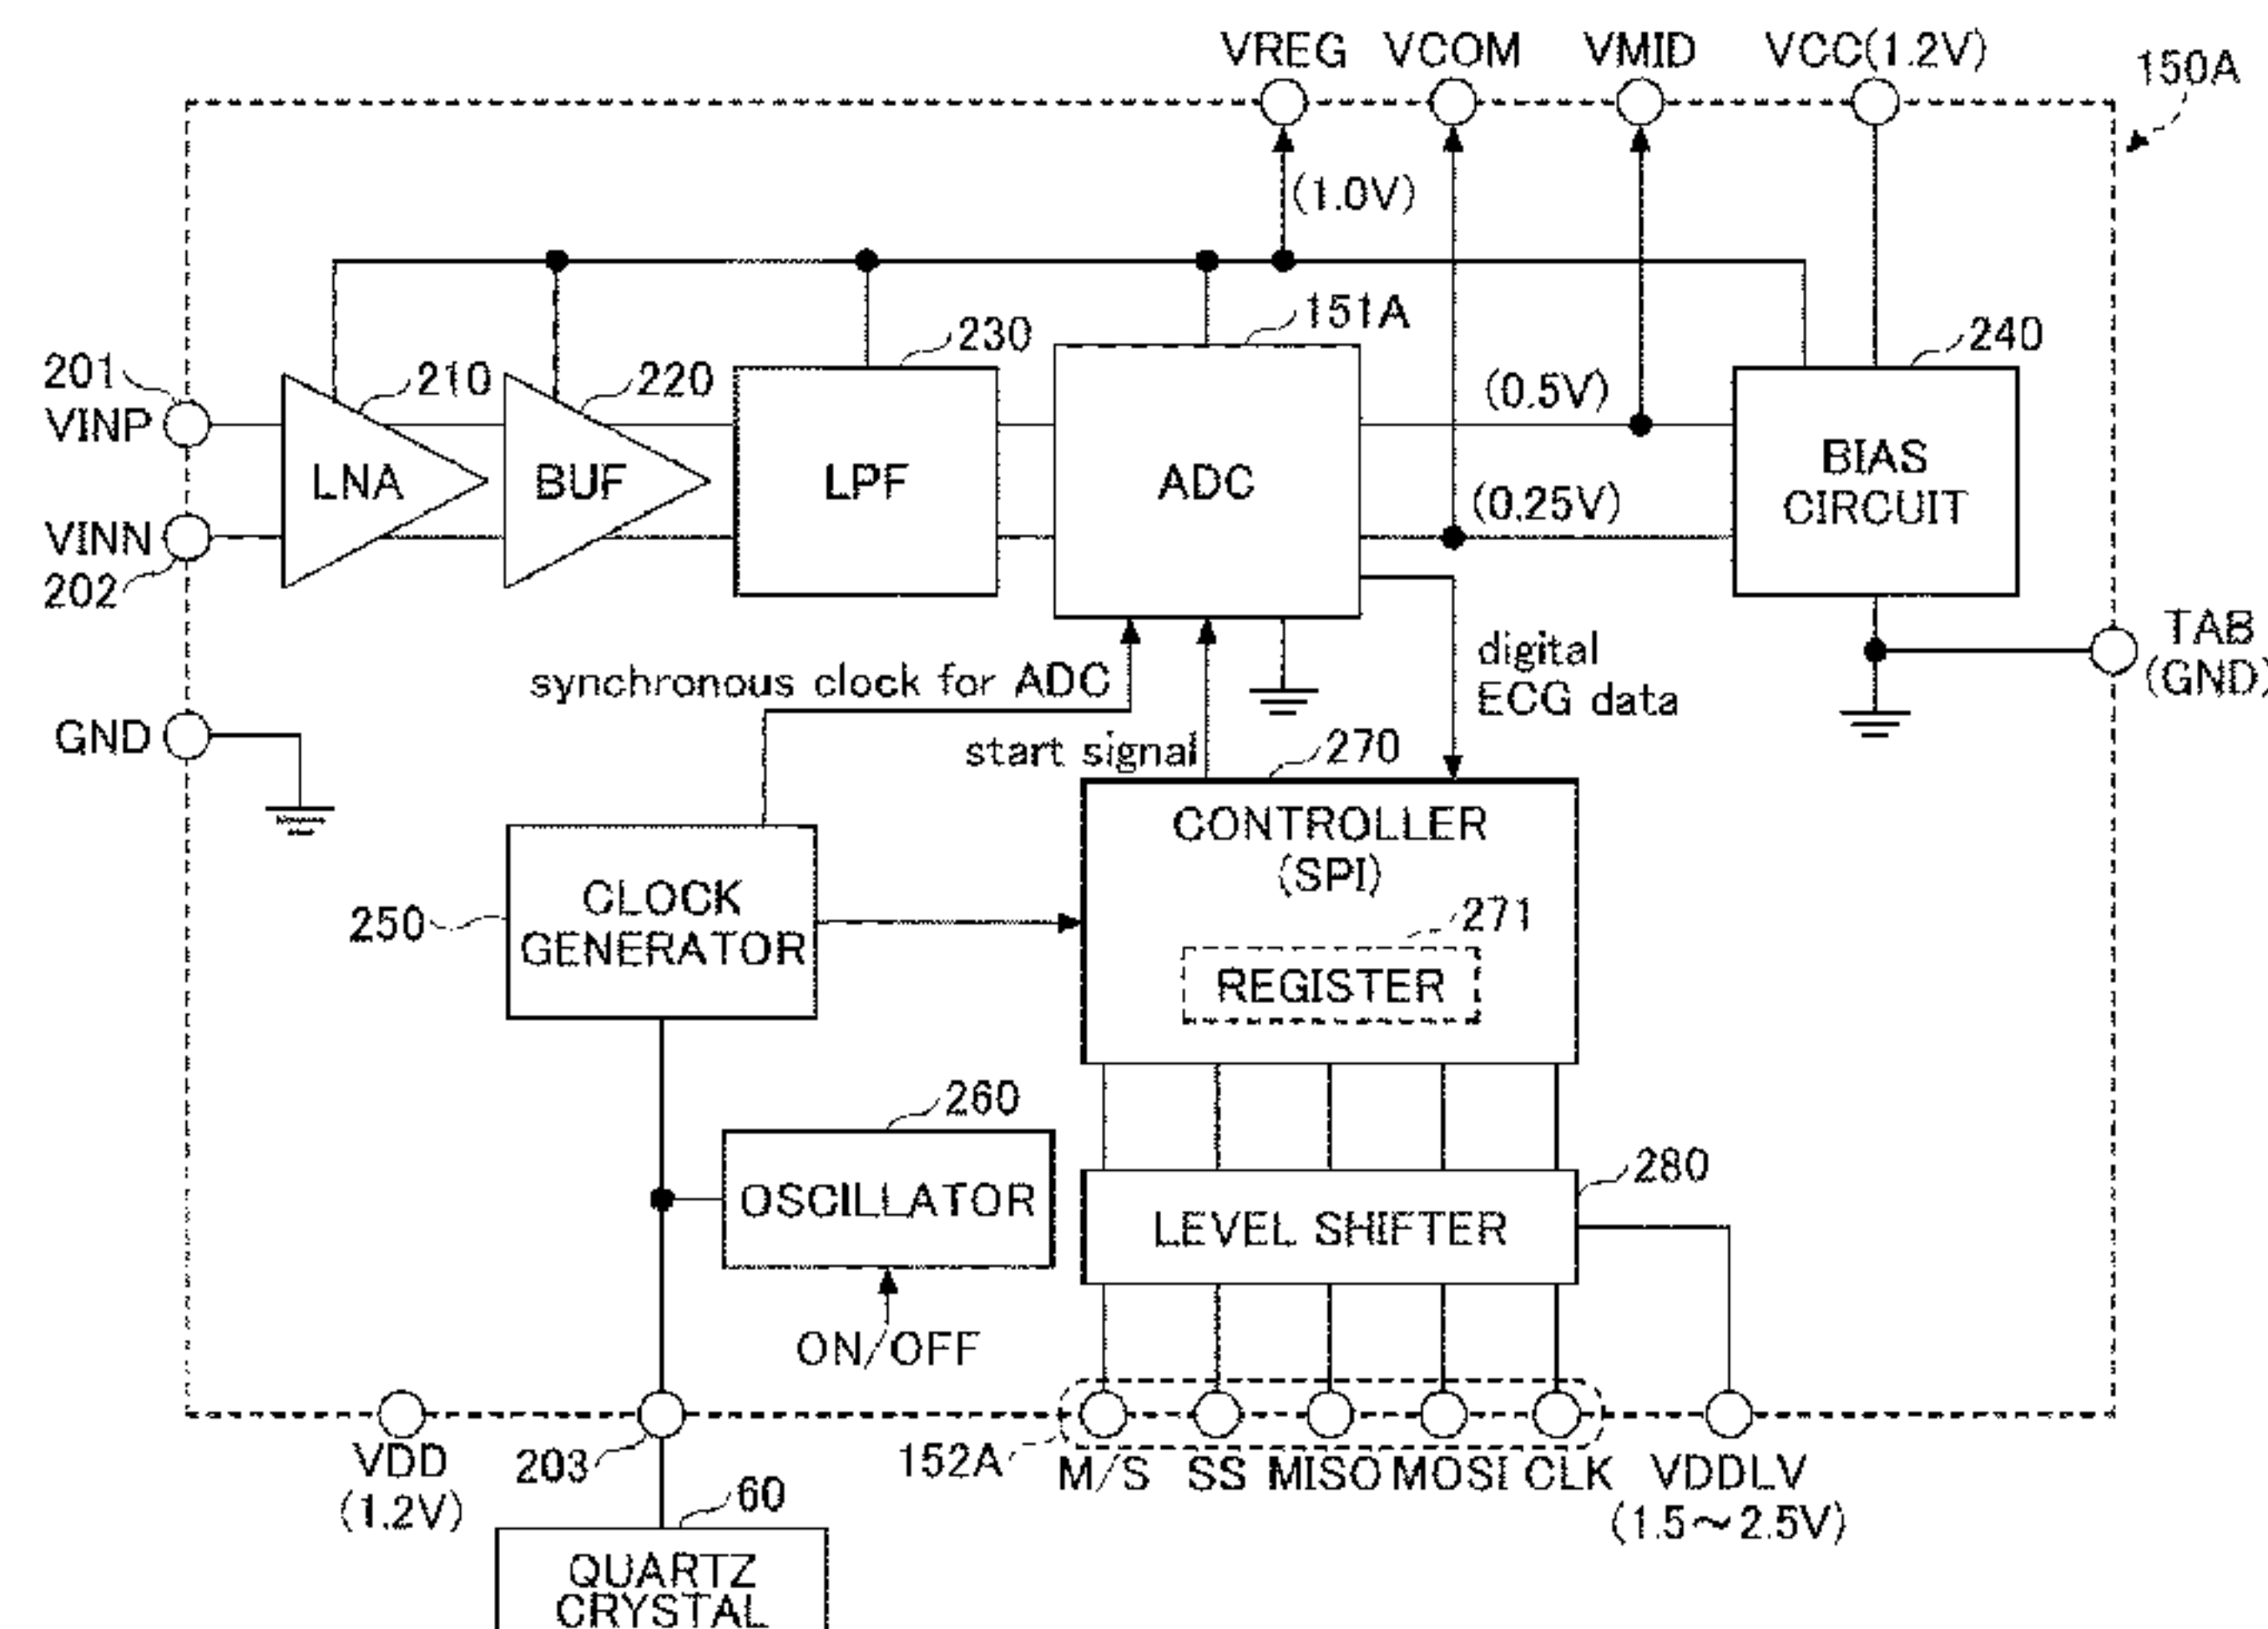 VREG VCOM VMID VCC(1.2V)
150A
(1.0V)
151A
230
240
201
210
220
(0.5V)
VINP
LNA
BUF
LPF
ADC
BIAS
CIRCUIT
(0.25V)
VINN
202
TAB
(GND)
digital
ECG data
synchronous clock for ADC
GND
start signal
270
CONTROLLER
(SPI)
CLOCK
GENERATOR
250
271
REGISTER
260
OSCILLATOR
280
LEVEL SHIFTER
ON/OFF
VDD
(1.2V)
203
152A
M/S SS MISO MOSI CLK VDDLV
(1.5~2.5V)
60
QUARTZ
CRYSTAL